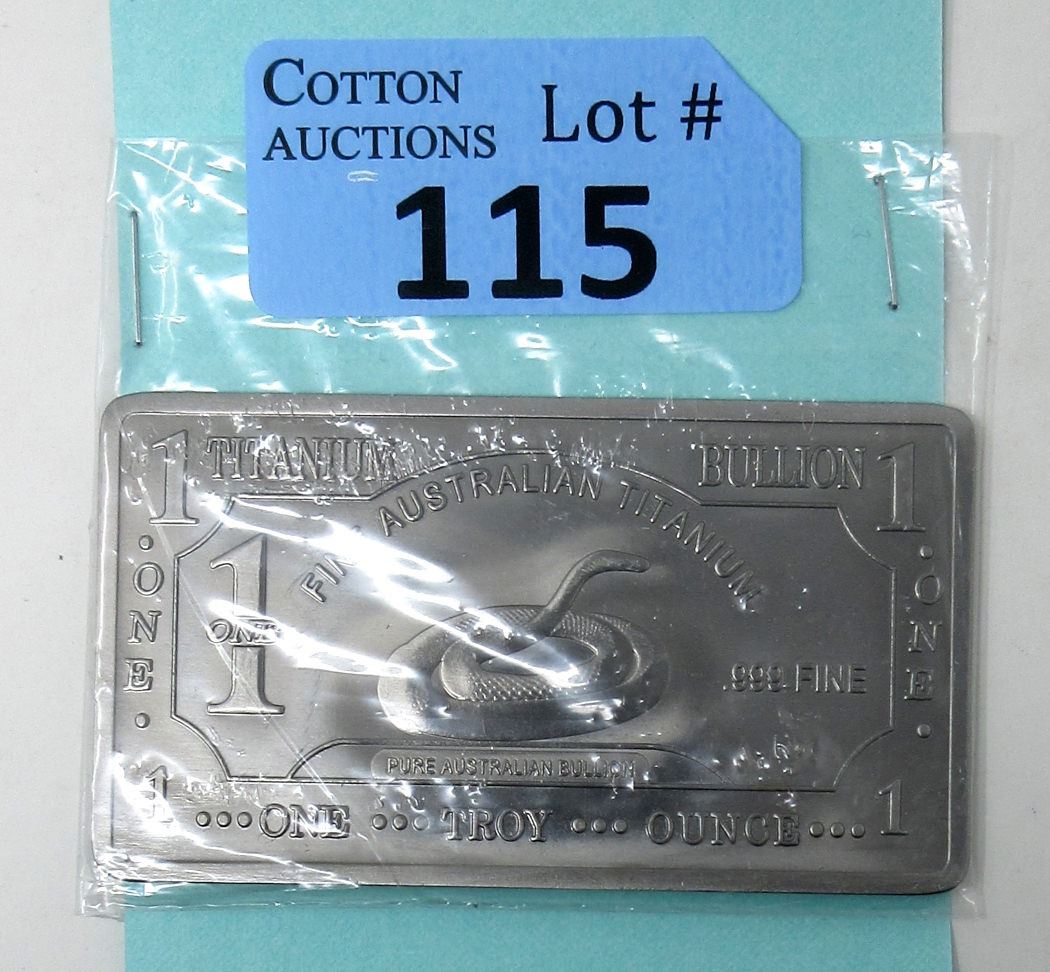 COTTON
AUCTIONS
Lot #
115
1 TITANIUM BULLION 1
FINE AUSTRALIAN TITANIUM
ONE
1
ONE
ONE
.999 FINE
PURE AUSTRALIAN BULLION
1 ONE TROY OUNCE 1